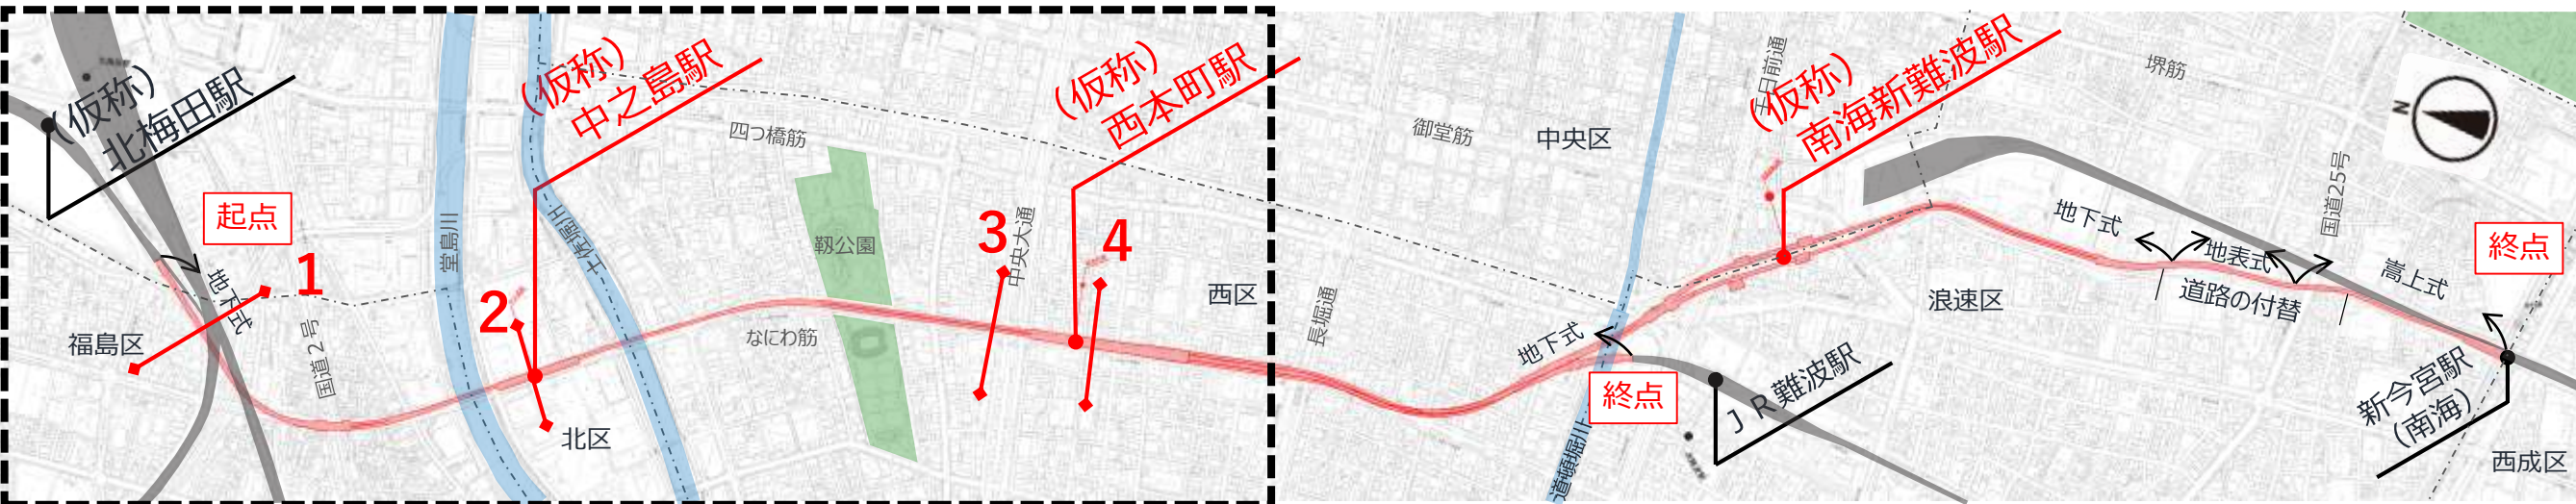 （仮称）
北梅田駅
起点
1
地下式
福島区
国道２号
堂島川
2
（仮称）
中之島駅
土佐堀川
北区
四つ橋筋
靱公園
なにわ筋
3
中央大通
（仮称）
西本町駅
4
西区
長堀通
御堂筋
中央区
千日前通
（仮称）
南海新難波駅
地下式
終点
道頓堀川
ＪＲ難波駅
堺筋
N
浪速区
地下式
地表式
道路の付替
国道25号
嵩上式
終点
新今宮駅
（南海）
西成区